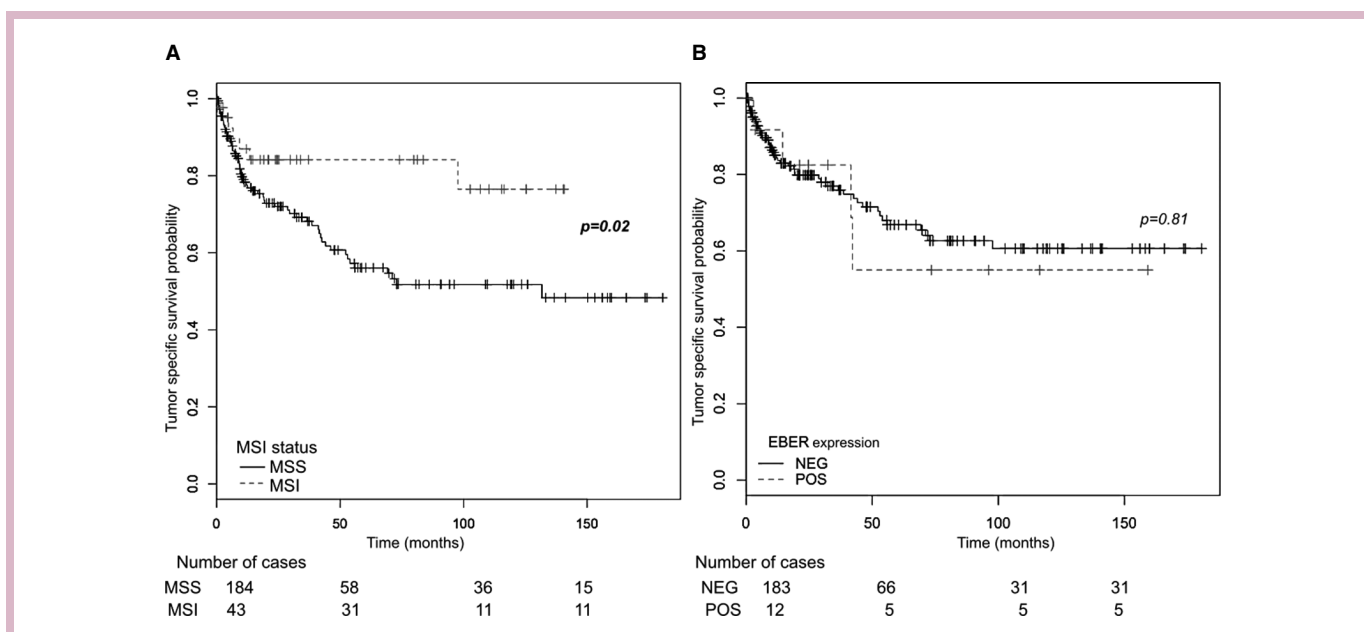 A
B
Tumor specific survival probability
1.0
0.8
0.6
0.4
0.2
0.0
p=0.02
MSI status
MSS
MSI
0 50 100 150
Time (months)
Number of cases
MSS 184 58 36 15
MSI 43 31 11 11
Tumor specific survival probability
1.0
0.8
0.6
0.4
0.2
0.0
p=0.81
EBER expression
NEG
POS
0 50 100 150
Time (months)
Number of cases
NEG 183 66 31 31
POS 12 5 5 5